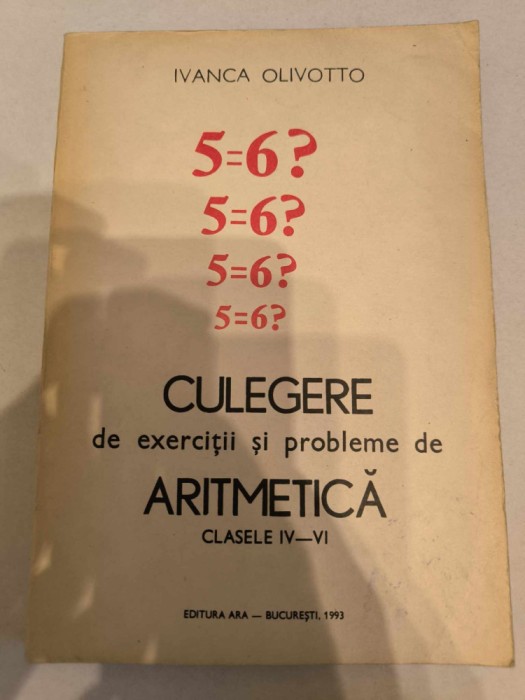 IVANCA OLIVOTTO
5=6?
5=6?
5=6?
5=6?
CULEGERE
de exerciții și probleme de
ARITMETICĂ
CLASELE IV—VI
EDITURA ARA — BUCUREȘTI, 1993